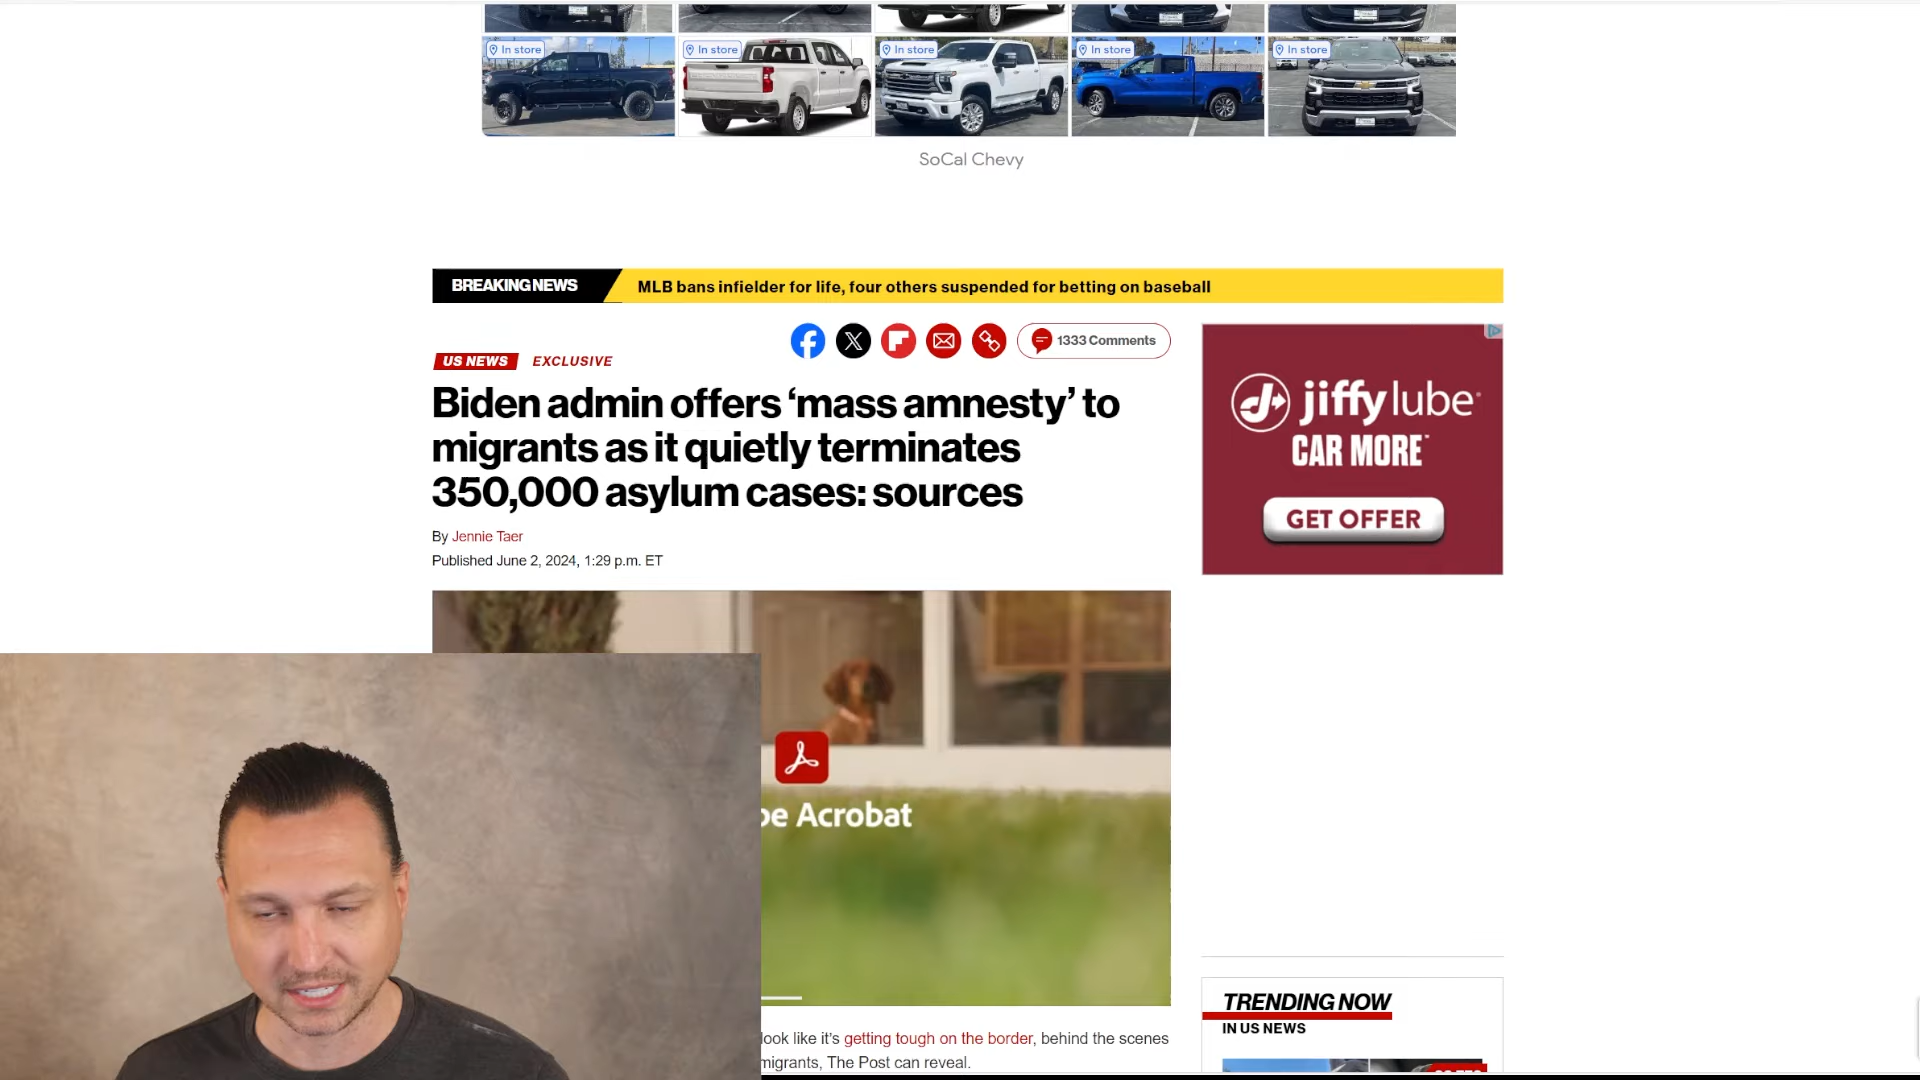 In store
In store
In store
In store
In store
SoCal Chevy
BREAKING NEWS
MLB bans infielder for life, four others suspended for betting on baseball
1333 Comments
US NEWS EXCLUSIVE
Biden admin offers ‘mass amnesty’ to
migrants as it quietly terminates
350,000 asylum cases: sources
By Jennie Taer
Published June 2, 2024, 1:29 p.m. ET
jiffy lube
CAR MORE™
GET OFFER
be Acrobat
look like it’s getting tough on the border, behind the scenes
migrants, The Post can reveal.
TRENDING NOW
IN US NEWS